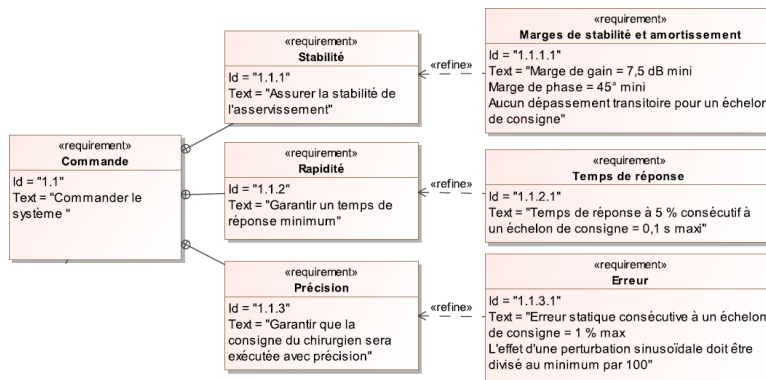 «requirement»
Commande
Id = "1.1"
Text = "Commander le
système "
«requirement»
Stabilité
Id = "1.1.1"
Text = "Assurer la stabilité de
l'asservissement"
«refine»
«requirement»
Marges de stabilité et amortissement
Id = "1.1.1.1"
Text = "Marge de gain = 7,5 dB mini
Marge de phase = 45° mini
Aucun dépassement transitoire pour un échelon
de consigne"
«requirement»
Rapidité
Id = "1.1.2"
Text = "Garantir un temps de
réponse minimum"
«refine»
«requirement»
Temps de réponse
Id = "1.1.2.1"
Text = "Temps de réponse à 5 % consécutif à
un échelon de consigne = 0,1 s maxi"
«requirement»
Précision
Id = "1.1.3"
Text = "Garantir que la
consigne du chirurgien sera
exécutée avec précision"
«refine»
«requirement»
Erreur
Id = "1.1.3.1"
Text = "Erreur statique consécutive à un échelon
de consigne = 1 % max
L'effet d'une perturbation sinusoïdale doit être
divisé au minimum par 100"